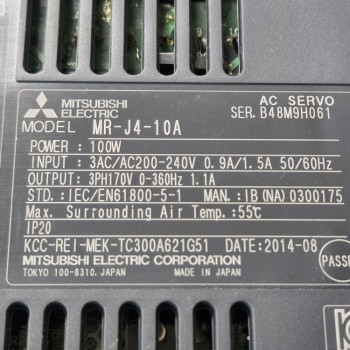 MITSUBISHI
ELECTRIC
AC SERVO
SER. B48M9H061
MODEL MR-J4-10A
POWER : 100W
INPUT : 3AC/AC200-240V 0.9A/1.5A 50/60Hz
OUTPUT: 3PH170V 0-360Hz 1.1A
STD.: IEC/EN61800-5-1 MAN.: IB(NA)0300175
Max. Surrounding Air Temp.:55℃
IP20
KCC-REI-MEK-TC300A621G51 DATE:2014-08
MITSUBISHI ELECTRIC CORPORATION
TOKYO 100-8310, JAPAN MADE IN JAPAN
PASSE